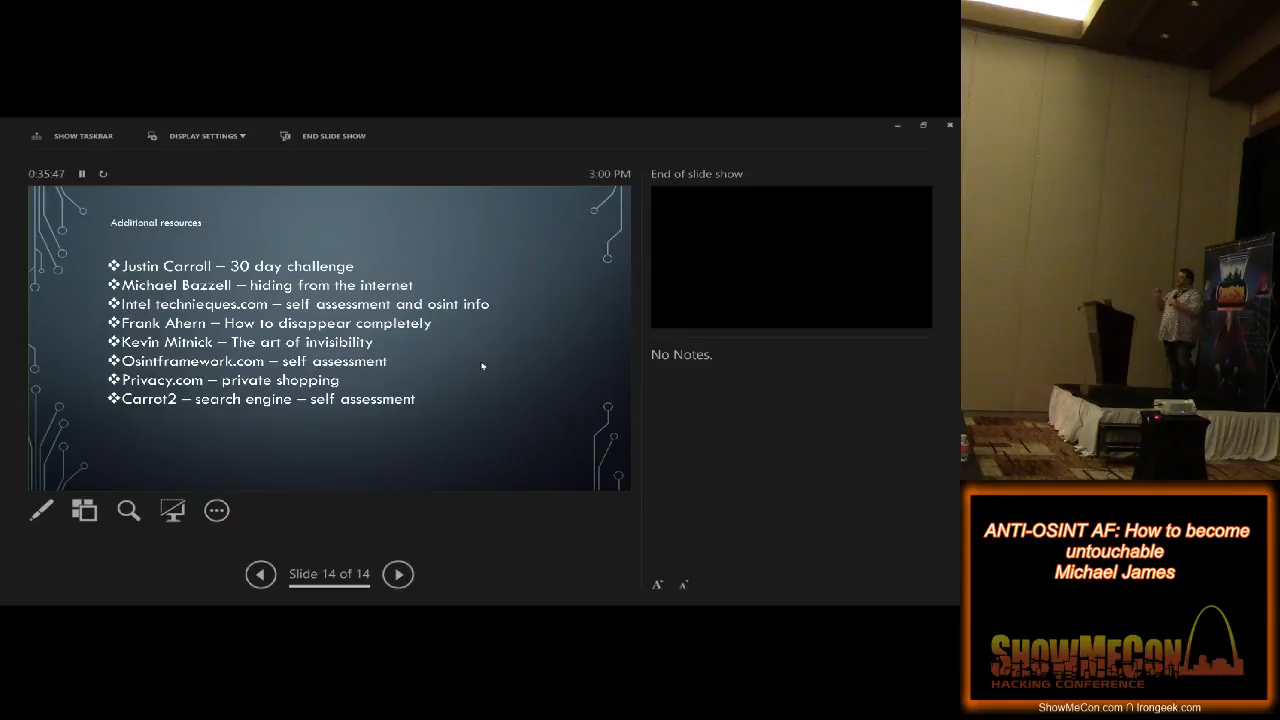 SHOW TASKBAR
DISPLAY SETTINGS
END SLIDE SHOW
0:35:47
3:00 PM
End of slide show
Additional resources
Justin Carroll – 30 day challenge
Michael Bazzell – hiding from the internet
Intel technieques.com – self assessment and osint info
Frank Ahern – How to disappear completely
Kevin Mitnick – The art of invisibility
Osintframework.com – self assessment
Privacy.com – private shopping
Carrot2 – search engine – self assessment
No Notes.
Slide 14 of 14
A A
ANTI-OSINT AF: How to become
untouchable
Michael James
SHOWMECON
HACKING CONFERENCE
ShowMeCon.com ∩ Irongeek.com